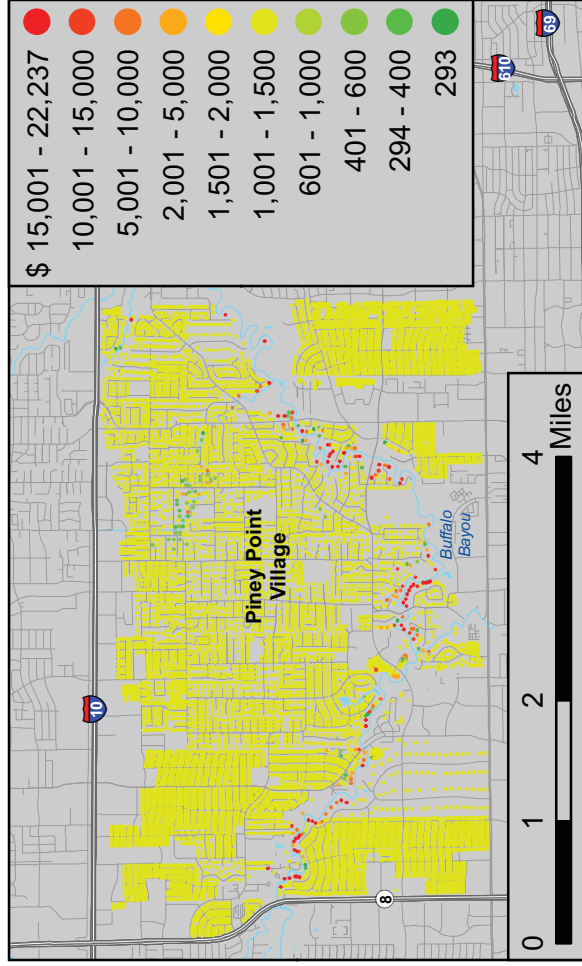 $ 15,001 - 22,237
10,001 - 15,000
5,001 - 10,000
2,001 - 5,000
1,501 - 2,000
1,001 - 1,500
601 - 1,000
401 - 600
294 - 400
293
69
610
10
8
Piney Point
Village
Buffalo
Bayou
0 1 2 4
Miles